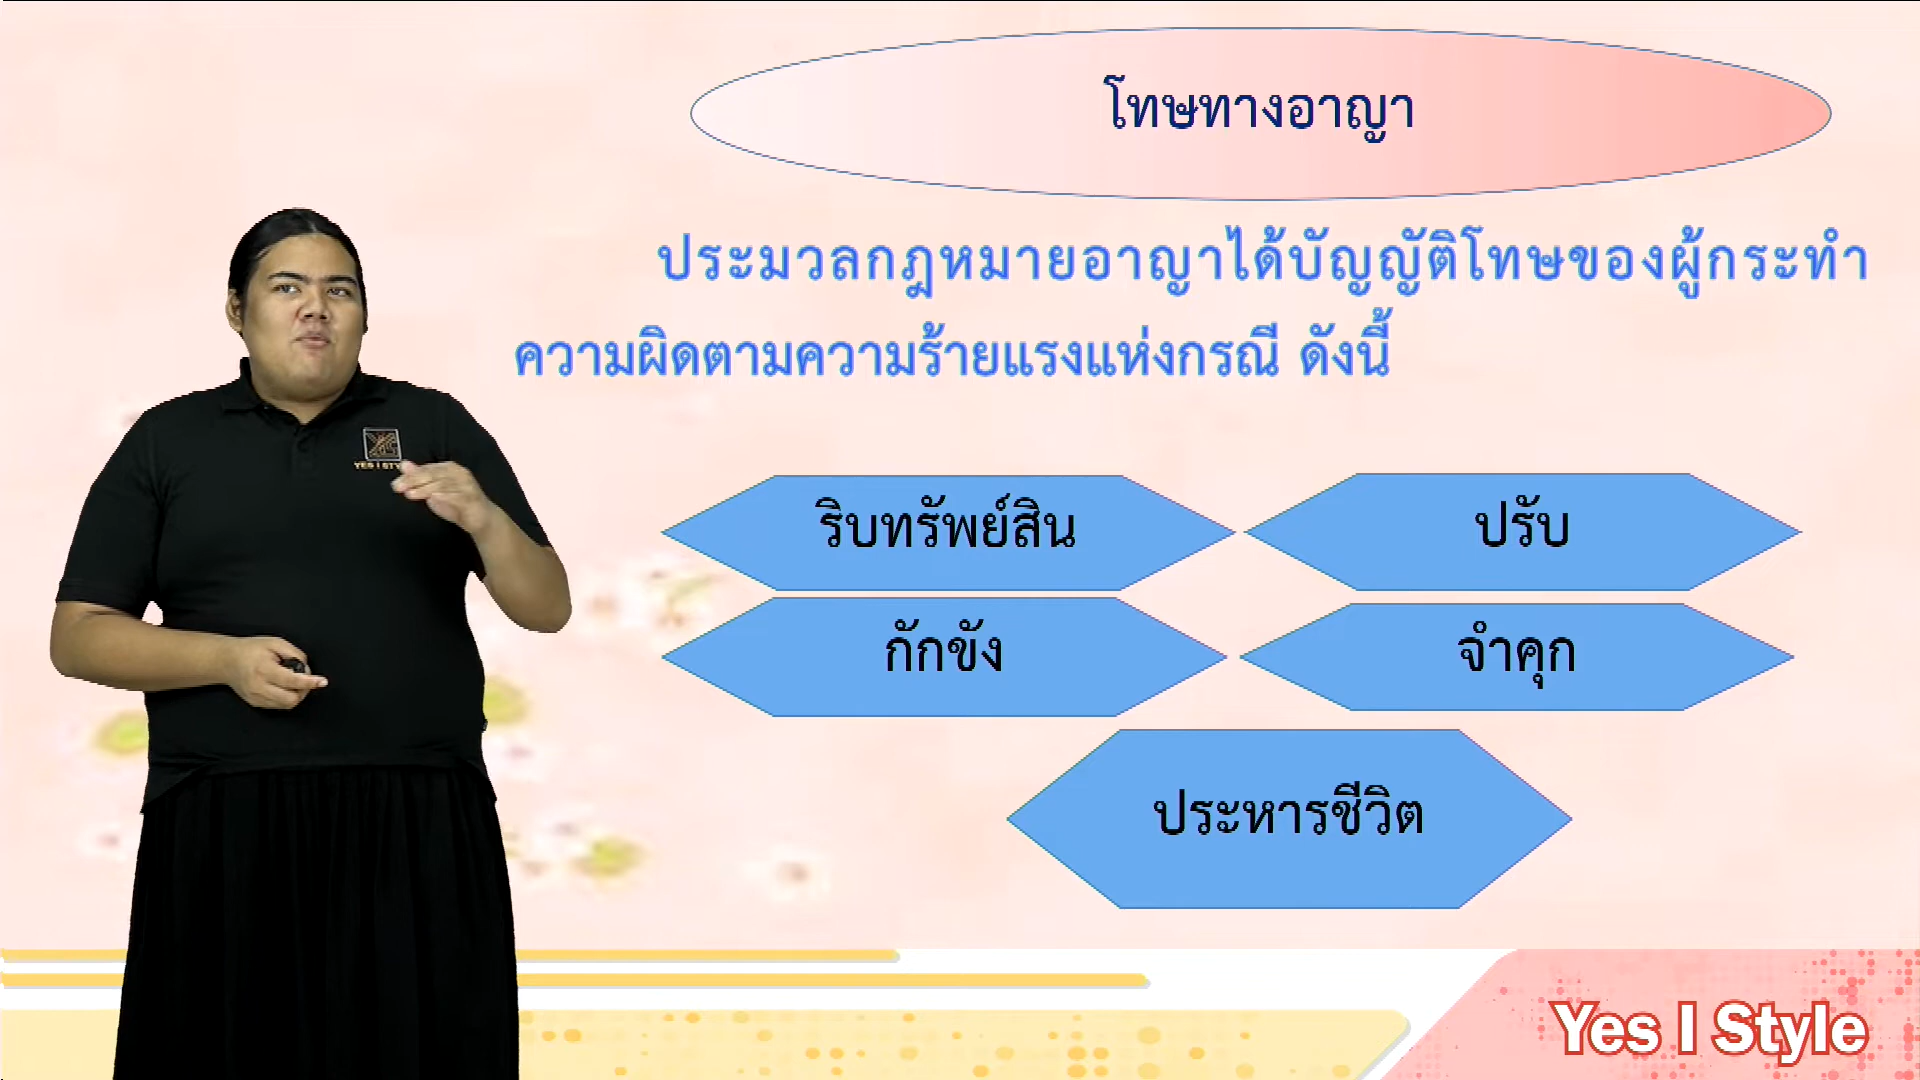 โทษทางอาญา
ประมวลกฎหมายอาญาได้บัญญัติโทษของผู้กระทำ
ความผิดตามความร้ายแรงแห่งกรณี ดังนี้
ริบทรัพย์สิน
ปรับ
กักขัง
จำคุก
ประหารชีวิต
YES I STY
Yes I Style